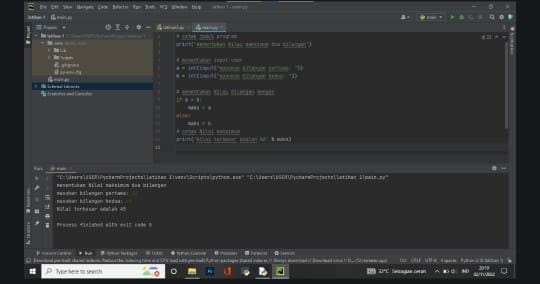 File Edit View Navigate Code Refactor Run Tools VCS Window Help latihan 1 - main.py
latihan 1 main.py
main
Project
latihan1.py main.py
latihan 1
Lib
Scripts
.gitignore
pyvenv.cfg
main.py
External Libraries
Scratches and Consoles
# cetak judul program
print('menentukan Nilai maksimum dua bilangan')
# menentukan input user
a = int(input("masukan bilangan pertama: "))
b = int(input("masukan bilangan kedua: "))
# menentukan Nilai bilangan dengan
if a > b:
maks = a
else:
maks = b
# cetak Nilai maksimum
print('Nilai terbesar adalah %d' % maks)
Run: main
"C:\Users\USER\PycharmProjects\latihan 1\venv\Scripts\python.exe" "C:\Users\USER\PycharmProjects\latihan 1\main.py"
menentukan Nilai maksimum dua bilangan
masukan bilangan pertama:
masukan bilangan kedua:
Nilai terbesar adalah 45
Process finished with exit code 0
Version Control Run Python Packages TODO Python Console Problems Terminal Services
Type here to search
32°C Sebagian cerah
IND
20:10
02/11/2022